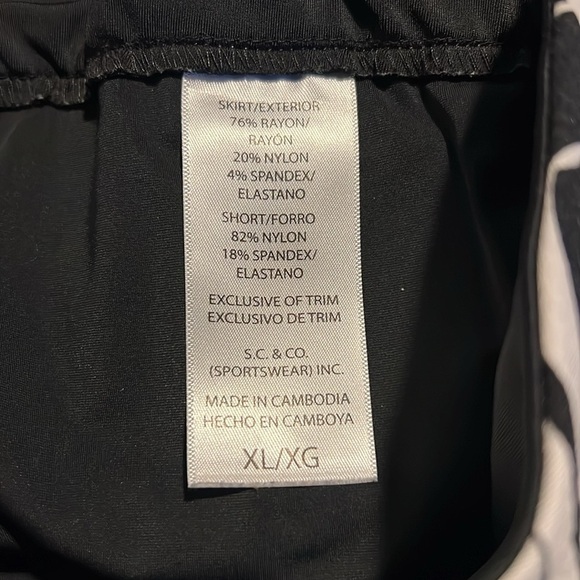 SKIRT/EXTERIOR
76% RAYON/
RAYÓN
20% NYLON
4% SPANDEX/
ELASTANO
SHORT/FORRO
82% NYLON
18% SPANDEX/
ELASTANO
EXCLUSIVE OF TRIM
EXCLUSIVO DE TRIM
S.C. & CO.
(SPORTSWEAR) INC.
MADE IN CAMBODIA
HECHO EN CAMBOYA
XL/XG